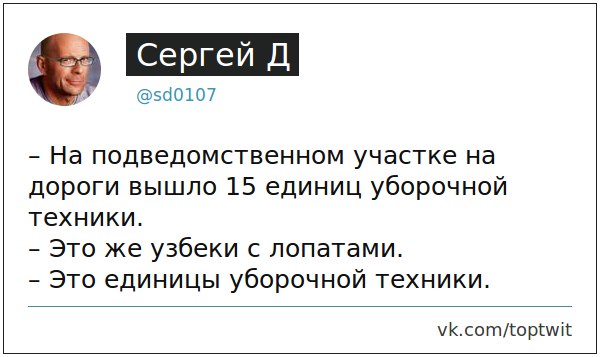 Сергей Д
@sd0107
– На подведомственном участке на
дороги вышло 15 единиц уборочной
техники.
– Это же узбеки с лопатами.
– Это единицы уборочной техники.
vk.com/toptwit